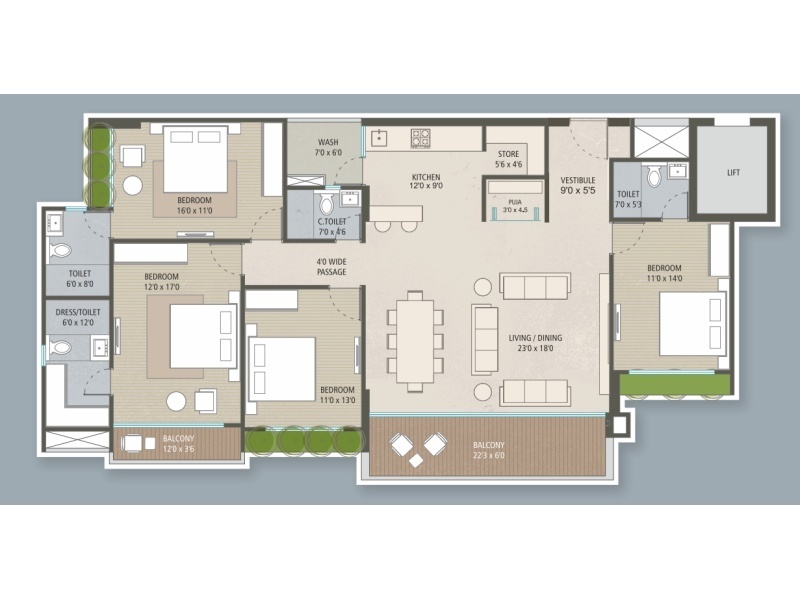 WASH
7'0 x 6'0
KITCHEN
12'0 x 9'0
STORE
5'6 x 4'6
VESTIBULE
9'0 x 5'5
LIFT
PUJA
3'0 x 4.5
TOILET
7'0 x 5'3
BEDROOM
16'0 x 11'0
C.TOILET
7'0 x 4'6
TOILET
6'0 x 8'0
BEDROOM
12'0 x 17'0
4'0 WIDE
PASSAGE
BEDROOM
11'0 x 14'0
DRESS/TOILET
6'0 x 12'0
LIVING / DINING
23'0 x 18'0
BEDROOM
11'0 x 13'0
BALCONY
12'0 x 3'6
BALCONY
22'3 x 6'0